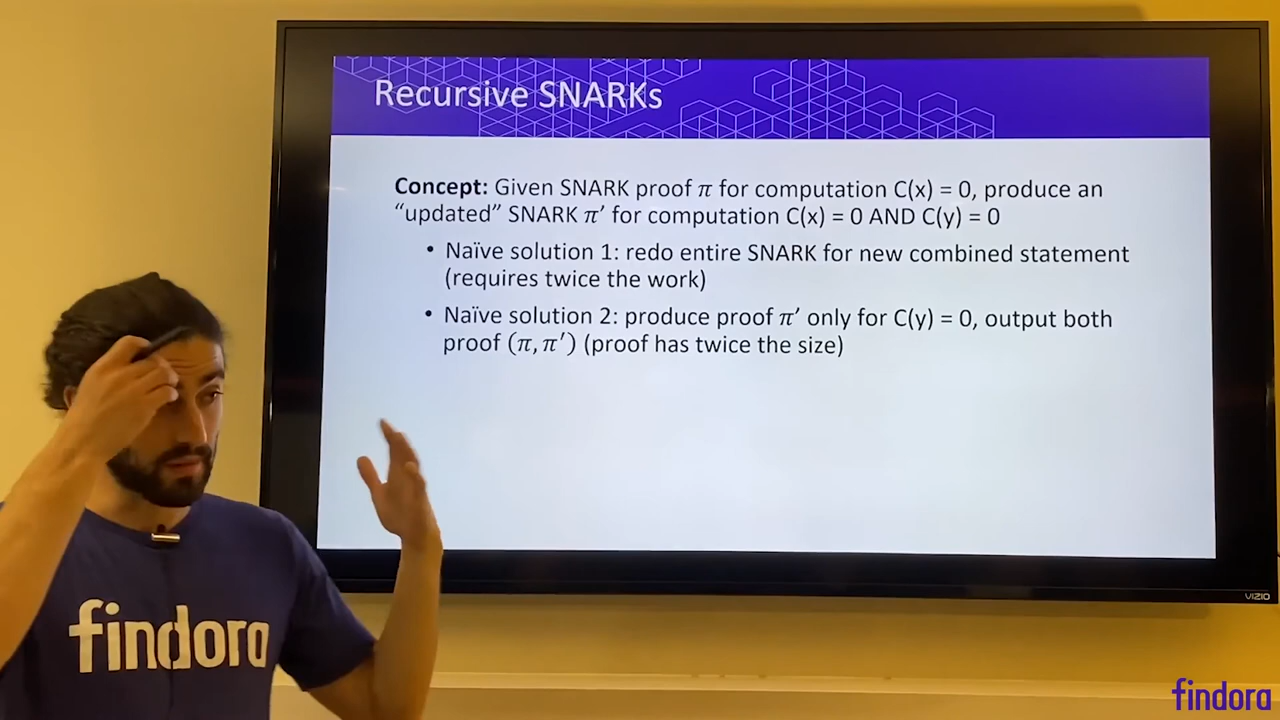 Recursive SNARKs
Concept: Given SNARK proof π for computation C(x) = 0, produce an
“updated” SNARK π’ for computation C(x) = 0 AND C(y) = 0
• Naïve solution 1: redo entire SNARK for new combined statement
(requires twice the work)
• Naïve solution 2: produce proof π’ only for C(y) = 0, output both
proof (π, π′) (proof has twice the size)
VIZIO
findora
findora